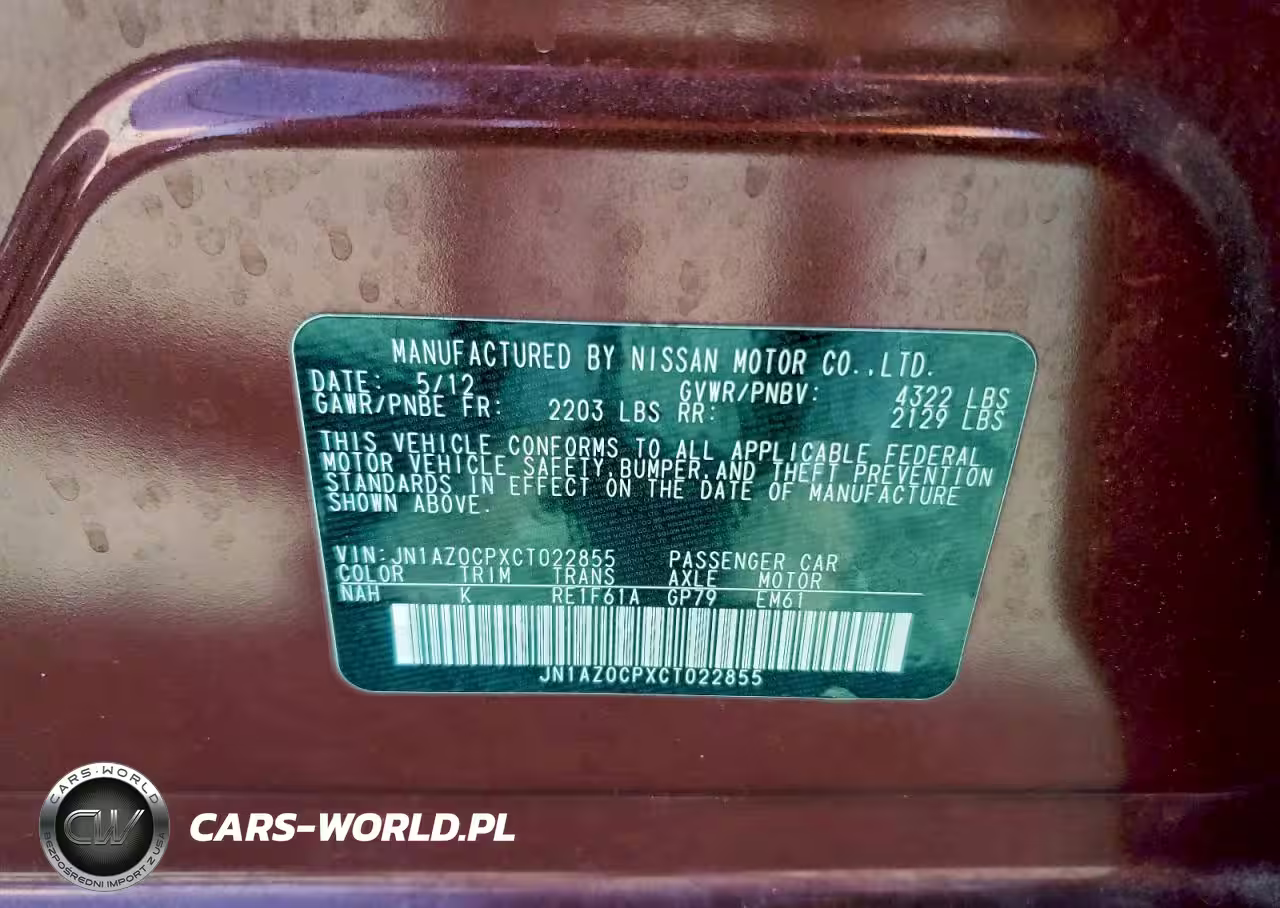 MANUFACTURED BY NISSAN MOTOR CO.,LTD.
DATE: 5/12 GVWR/PNBV: 4322 LBS
GAWR/PNBE FR: 2203 LBS RR: 2129 LBS
THIS VEHICLE CONFORMS TO ALL APPLICABLE FEDERAL
MOTOR VEHICLE SAFETY,BUMPER,AND THEFT PREVENTION
STANDARDS IN EFFECT ON THE DATE OF MANUFACTURE
SHOWN ABOVE.
VIN:JN1AZ0CPXCT022855 PASSENGER CAR
COLOR TRIM TRANS AXLE MOTOR
NAH K RE1F61A GP79 EM61
JN1AZ0CPXCT022855
CARS-WORLD
CW
BEZPOŚREDNI IMPORT Z USA
CARS-WORLD.PL